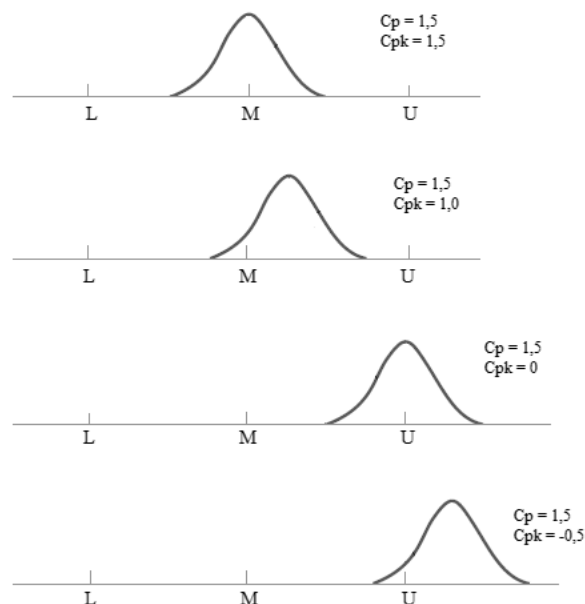 Cp = 1,5
Cpk = 1,5
L M U
Cp = 1,5
Cpk = 1,0
L M U
Cp = 1,5
Cpk = 0
L M U
Cp = 1,5
Cpk = -0,5
L M U